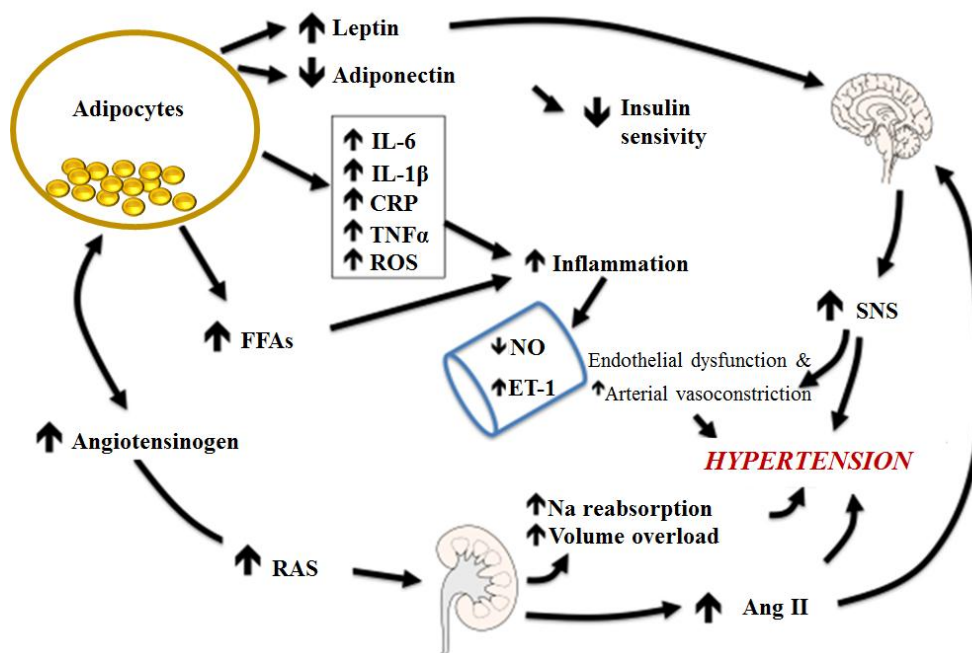 ↑ Leptin
↓ Adiponectin
Adipocytes
↓ Insulin
sensivity
↑ IL-6
↑ IL-1β
↑ CRP
↑ TNFα
↑ ROS
↑ Inflammation
↑ FFAs
↑ SNS
↓ NO
↑ ET-1
Endothelial dysfunction &
↑ Arterial vasoconstriction
↑ Angiotensinogen
HYPERTENSION
↑ Na reabsorption
↑ Volume overload
↑ RAS
↑ Ang II